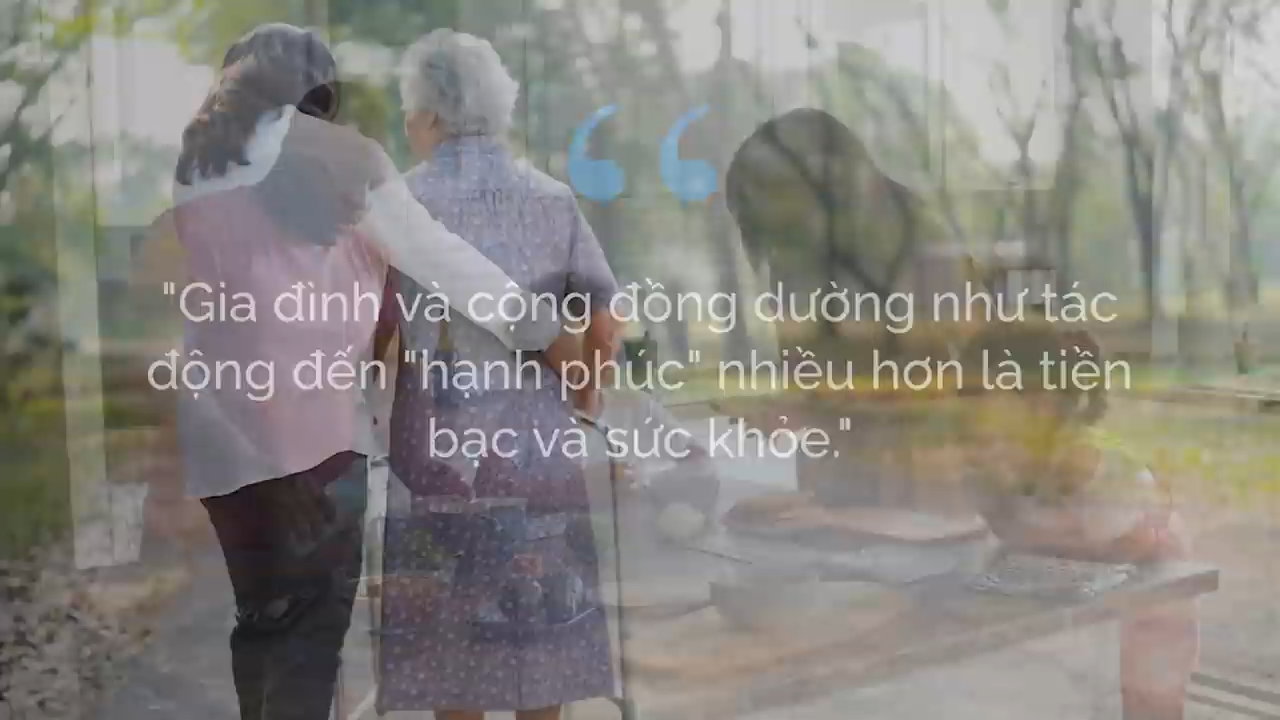 "Gia đình và cộng đồng dường như tác
động đến "hạnh phúc" nhiều hơn là tiền
bạc và sức khỏe."